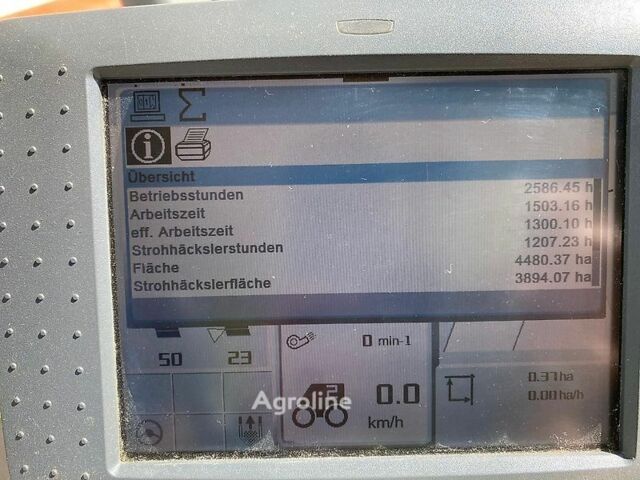 Übersicht
Betriebsstunden 2586.45 h
Arbeitszeit 1503.16 h
eff. Arbeitszeit 1300.10 h
Strohhäckslerstunden 1207.23 h
Fläche 4480.37 ha
Strohhäckslerfläche 3894.07 ha
50 23
0 min-1
2
0.0
km/h
0.37 ha
0.00 ha/h
Agroline